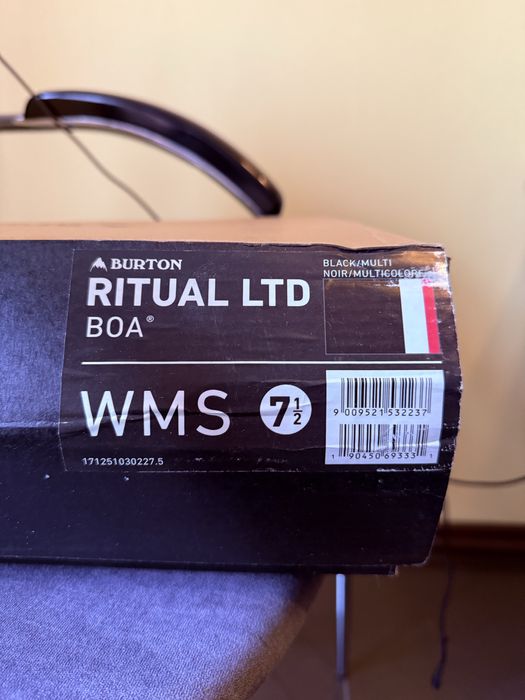 BURTON
RITUAL LTD
BOA®
BLACK/MULTI
NOIR/MULTICOLORE
WMS 7½
171251030227.5
9 009521 532237
1 90450 69333 1